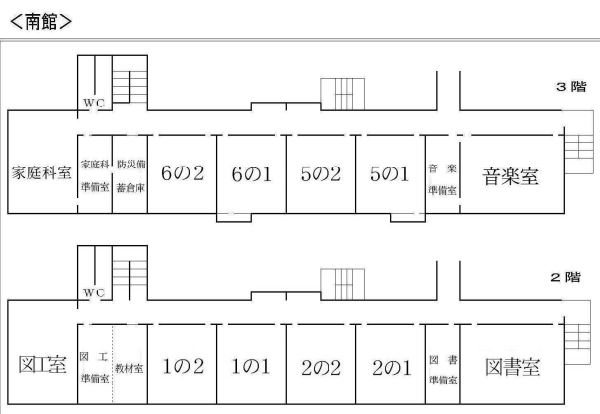 ＜南館＞
3階
WC
家庭科室
家庭科
準備室
防災備
蓄倉庫
6の2
6の1
5の2
5の1
音楽
準備室
音楽室
2階
WC
図工室
図工
準備室
教材室
1の2
1の1
2の2
2の1
図書
準備室
図書室